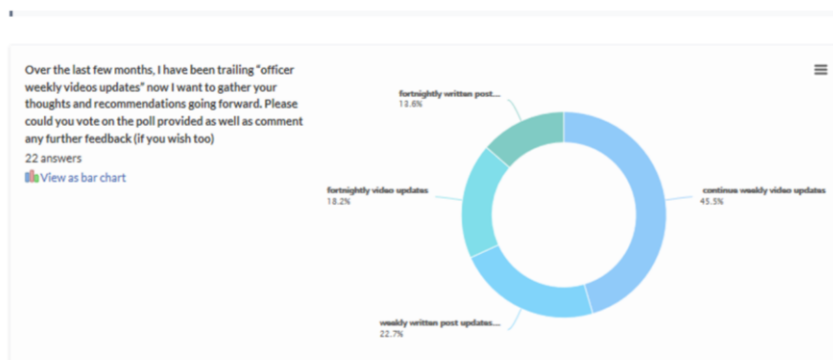 Over the last few months, I have been trailing "officer
weekly videos updates" now I want to gather your
thoughts and recommendations going forward. Please
could you vote on the poll provided as well as comment
any further feedback (if you wish too)
22 answers
View as bar chart
fortnightly written post...
13.6%
fortnightly video updates
18.2%
continue weekly video updates
45.5%
weekly written post updates...
22.7%